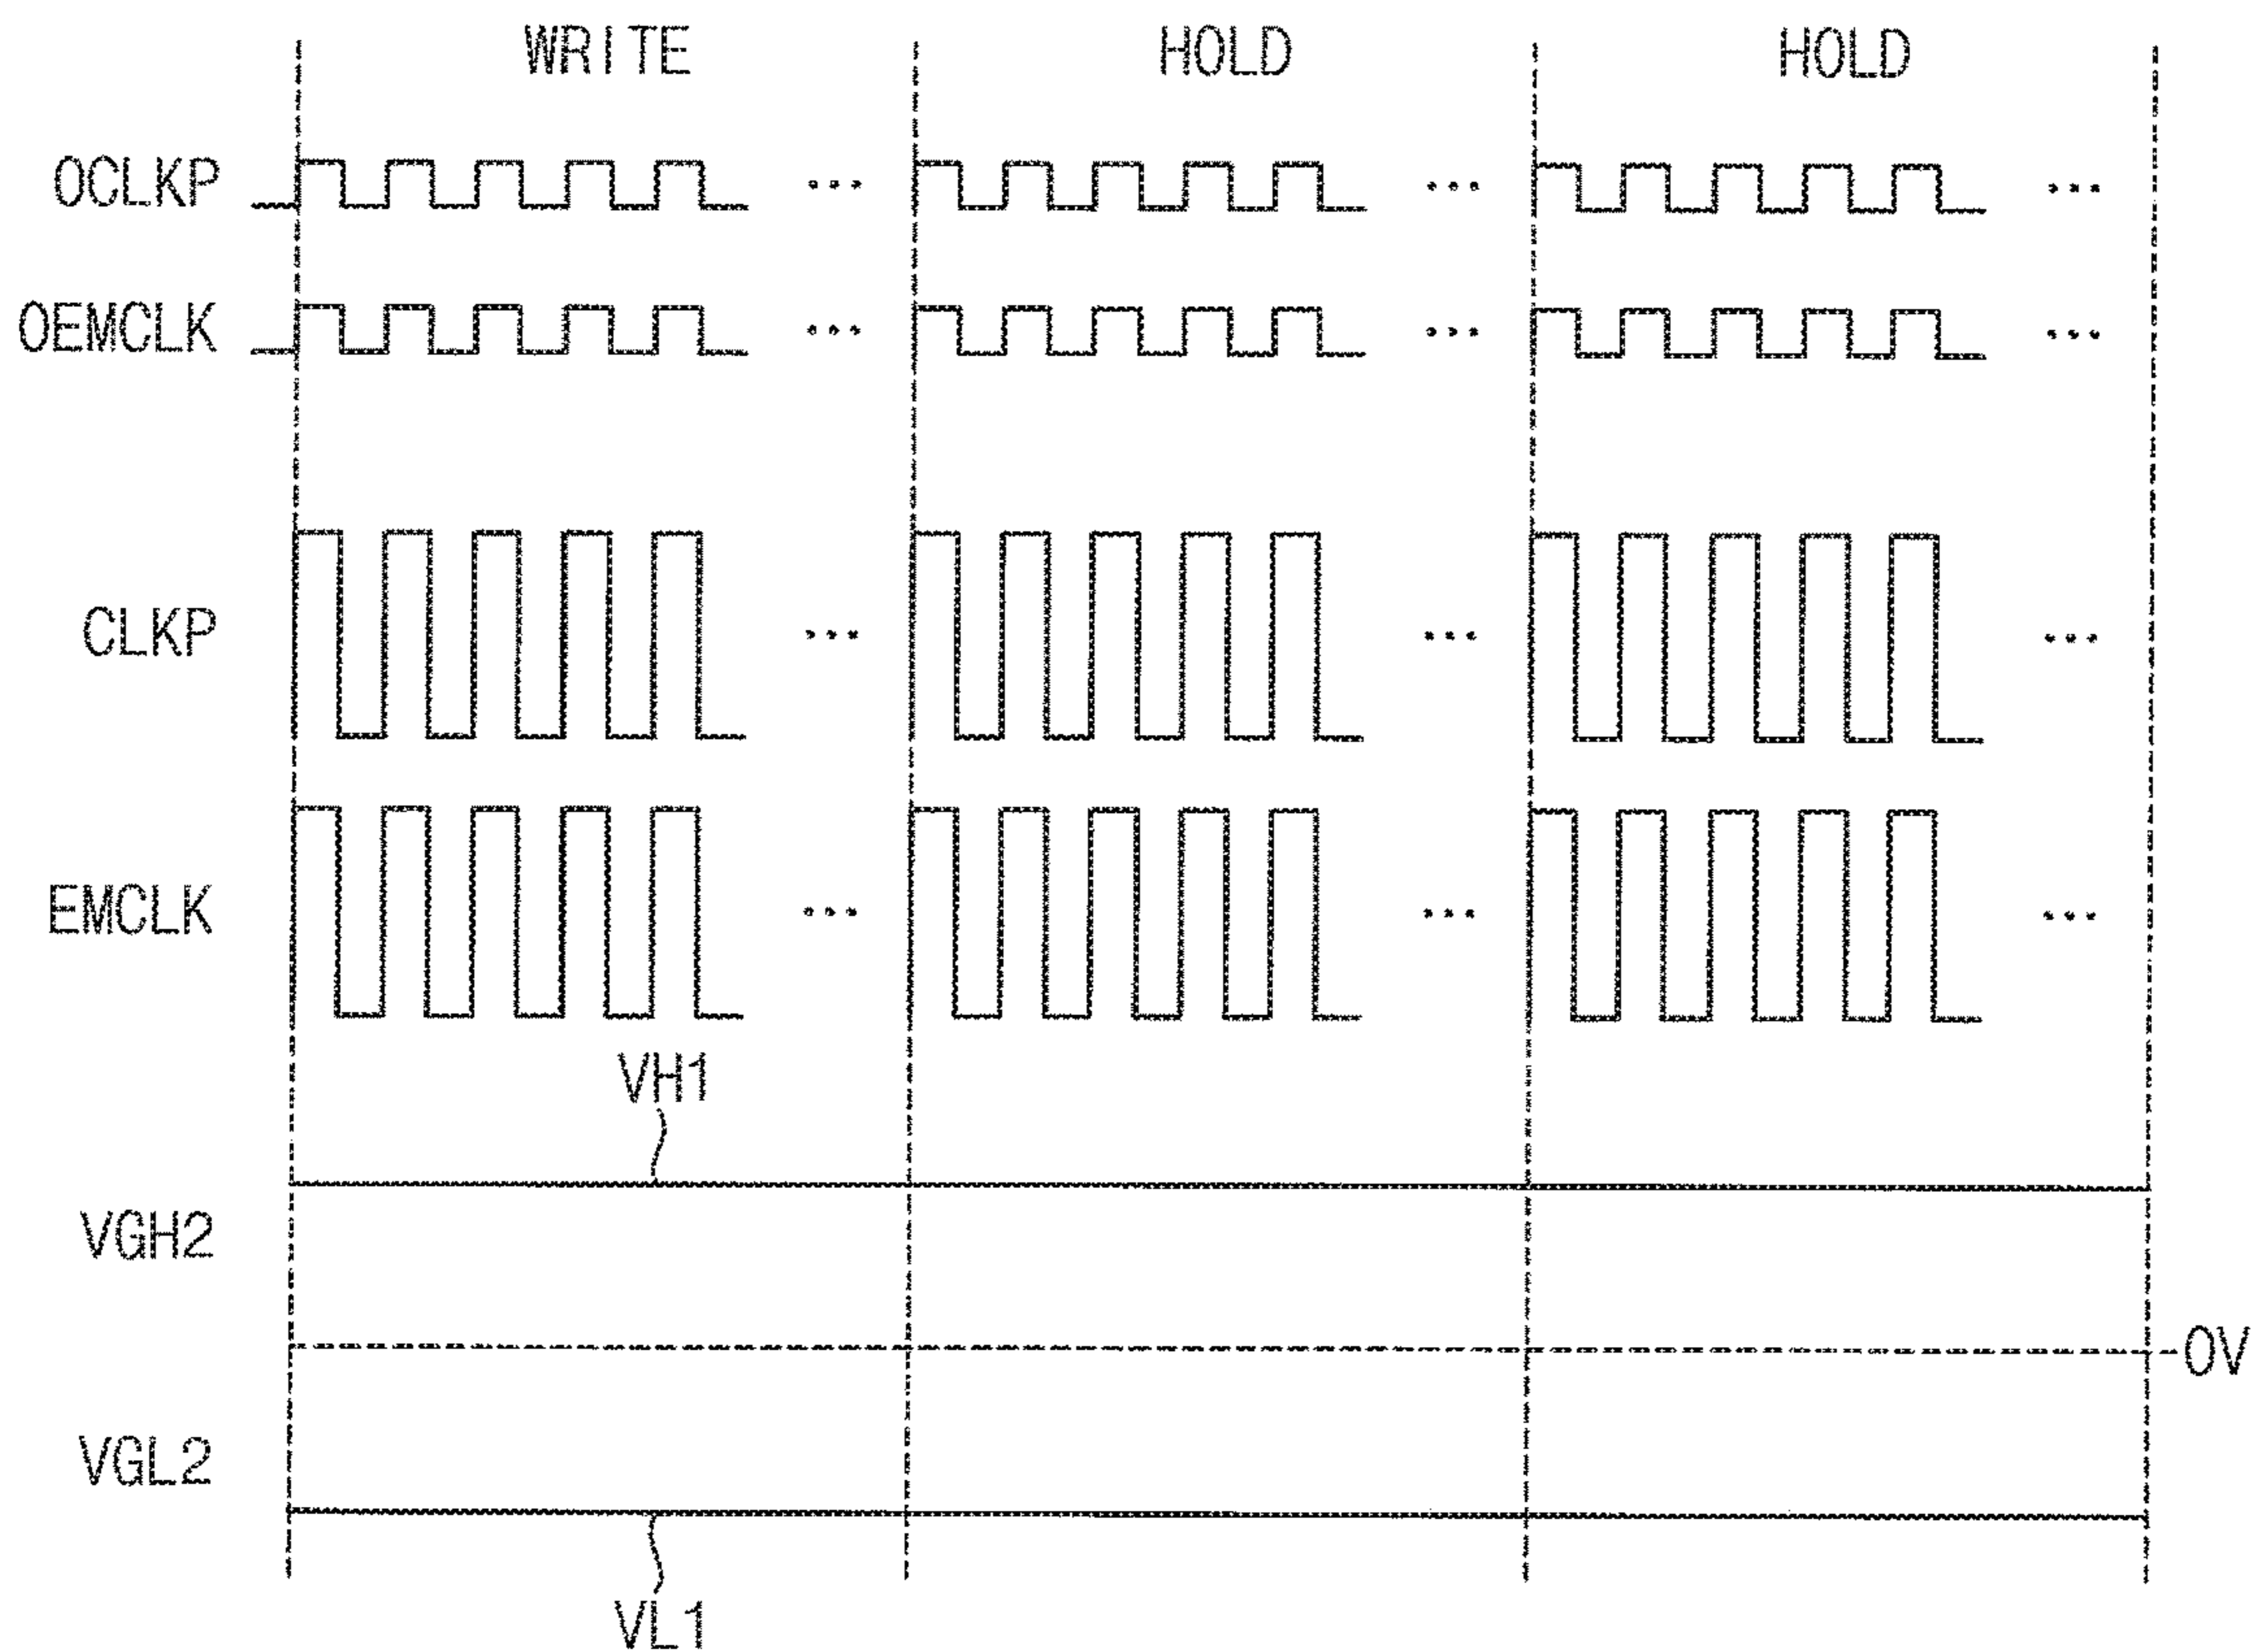 WRITE HOLD HOLD
OCLKP
OEMCLK
CLKP
EMCLK
VH1
VGH2
0V
VGL2
VL1